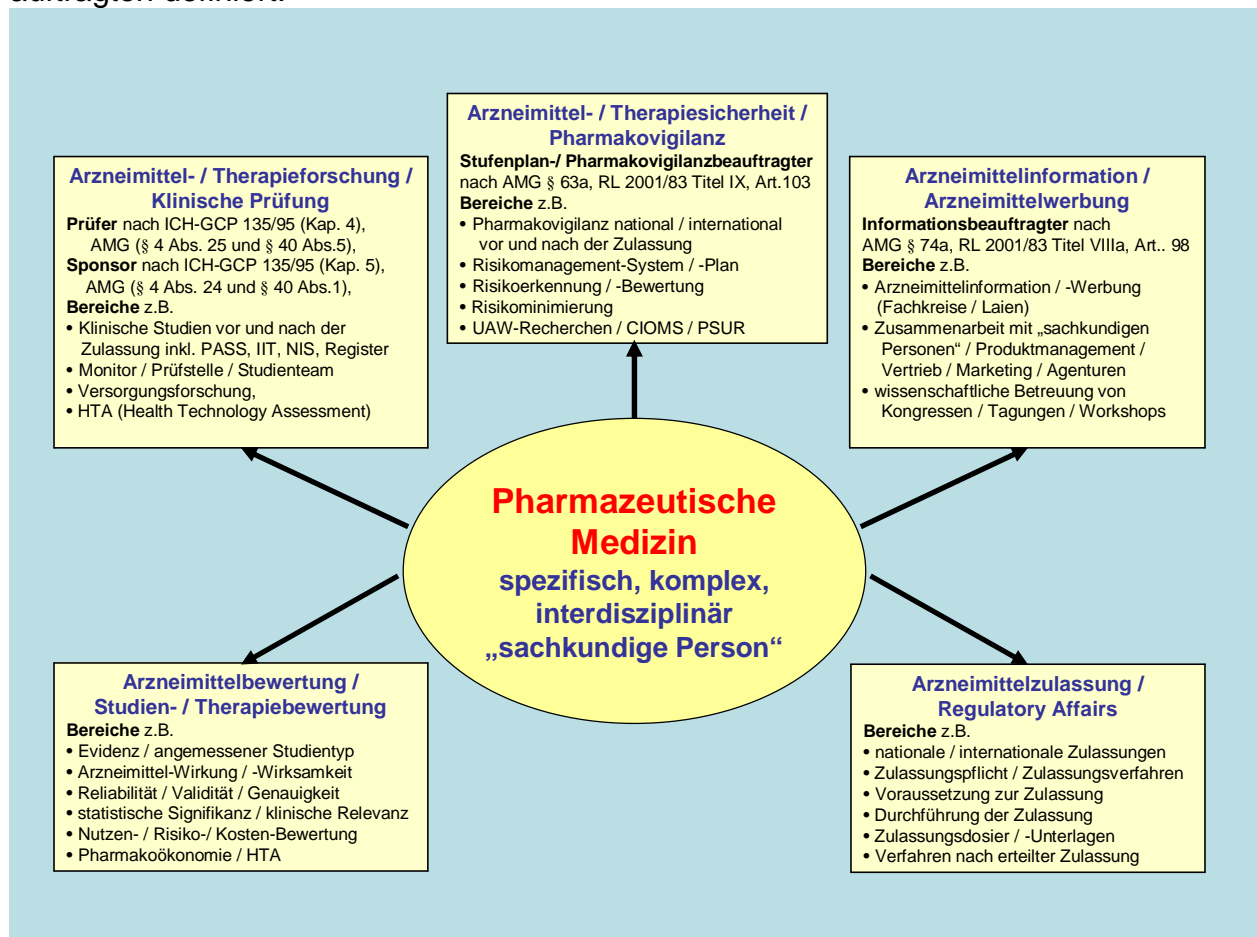 auftragten definiert.
Arzneimittel- / Therapiesicherheit /
Pharmakovigilanz
Stufenplan-/ Pharmakovigilanzbeauftragter
nach AMG § 63a, RL 2001/83 Titel IX, Art.103
Bereiche z.B.
• Pharmakovigilanz national / international
vor und nach der Zulassung
• Risikomanagement-System / -Plan
• Risikoerkennung / -Bewertung
• Risikominimierung
• UAW-Recherchen / CIOMS / PSUR
Arzneimittel- / Therapieforschung /
Klinische Prüfung
Prüfer nach ICH-GCP 135/95 (Kap. 4),
AMG (§ 4 Abs. 25 und § 40 Abs.5),
Sponsor nach ICH-GCP 135/95 (Kap. 5),
AMG (§ 4 Abs. 24 und § 40 Abs.1),
Bereiche z.B.
• Klinische Studien vor und nach der
Zulassung inkl. PASS, IIT, NIS, Register
• Monitor / Prüfstelle / Studienteam
• Versorgungsforschung,
• HTA (Health Technology Assessment)
Arzneimittelinformation /
Arzneimittelwerbung
Informationsbeauftragter nach
AMG § 74a, RL 2001/83 Titel VIIIa, Art.. 98
Bereiche z.B.
• Arzneimittelinformation / -Werbung
(Fachkreise / Laien)
• Zusammenarbeit mit „sachkundigen
Personen“ / Produktmanagement /
Vertrieb / Marketing / Agenturen
• wissenschaftliche Betreuung von
Kongressen / Tagungen / Workshops
Pharmazeutische
Medizin
spezifisch, komplex,
interdisziplinär
„sachkundige Person“
Arzneimittelbewertung /
Studien- / Therapiebewertung
Bereiche z.B.
• Evidenz / angemessener Studientyp
• Arzneimittel-Wirkung / -Wirksamkeit
• Reliabilität / Validität / Genauigkeit
• statistische Signifikanz / klinische Relevanz
• Nutzen- / Risiko-/ Kosten-Bewertung
• Pharmakoökonomie / HTA
Arzneimittelzulassung /
Regulatory Affairs
Bereiche z.B.
• nationale / internationale Zulassungen
• Zulassungspflicht / Zulassungsverfahren
• Voraussetzung zur Zulassung
• Durchführung der Zulassung
• Zulassungsdosier / -Unterlagen
• Verfahren nach erteilter Zulassung